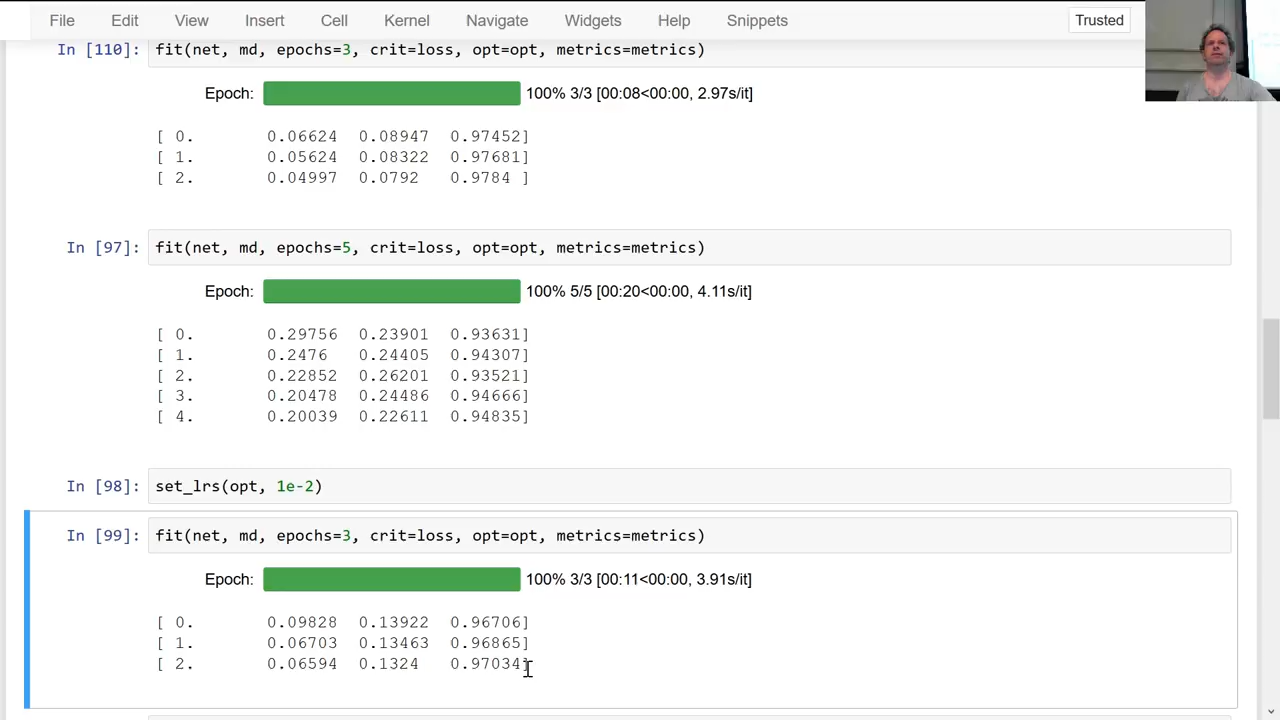 File Edit View Insert Cell Kernel Navigate Widgets Help Snippets Trusted
In [110]: fit(net, md, epochs=3, crit=loss, opt=opt, metrics=metrics)
Epoch: 100% 3/3 [00:08<00:00, 2.97s/it]
[ 0. 0.06624 0.08947 0.97452]
[ 1. 0.05624 0.08322 0.97681]
[ 2. 0.04997 0.0792 0.9784 ]
In [97]: fit(net, md, epochs=5, crit=loss, opt=opt, metrics=metrics)
Epoch: 100% 5/5 [00:20<00:00, 4.11s/it]
[ 0. 0.29756 0.23901 0.93631]
[ 1. 0.2476 0.24405 0.94307]
[ 2. 0.22852 0.26201 0.93521]
[ 3. 0.20478 0.24486 0.94666]
[ 4. 0.20039 0.22611 0.94835]
In [98]: set_lrs(opt, 1e-2)
In [99]: fit(net, md, epochs=3, crit=loss, opt=opt, metrics=metrics)
Epoch: 100% 3/3 [00:11<00:00, 3.91s/it]
[ 0. 0.09828 0.13922 0.96706]
[ 1. 0.06703 0.13463 0.96865]
[ 2. 0.06594 0.1324 0.97034]